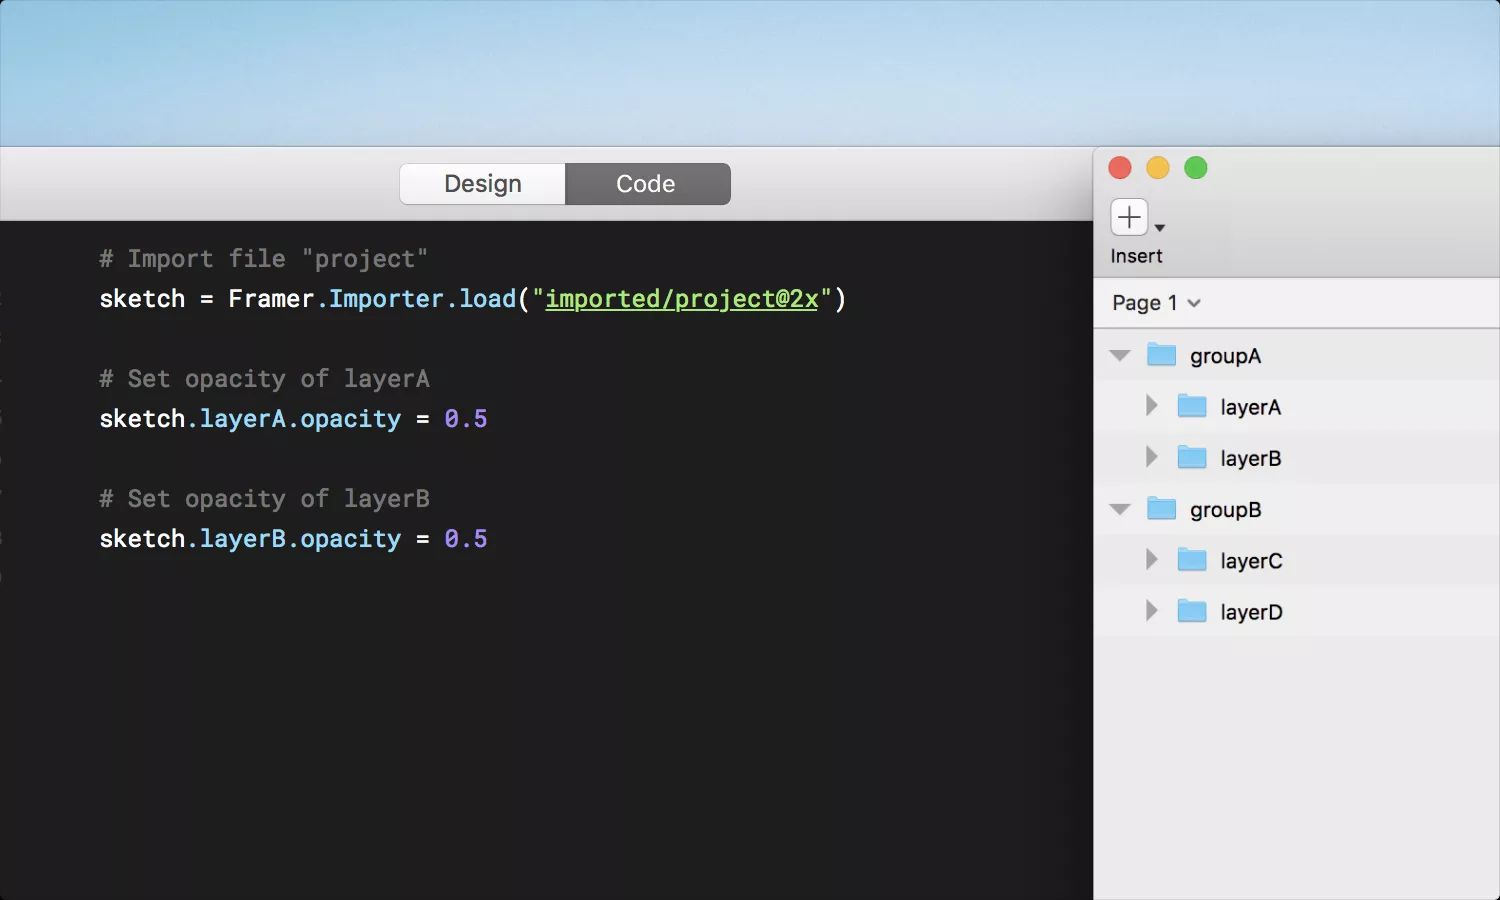 Design
Code
# Import file "project"
sketch = Framer.Importer.load("imported/project@2x")
# Set opacity of layerA
sketch.layerA.opacity = 0.5
# Set opacity of layerB
sketch.layerB.opacity = 0.5
Insert
Page 1
groupA
layerA
layerB
groupB
layerC
layerD